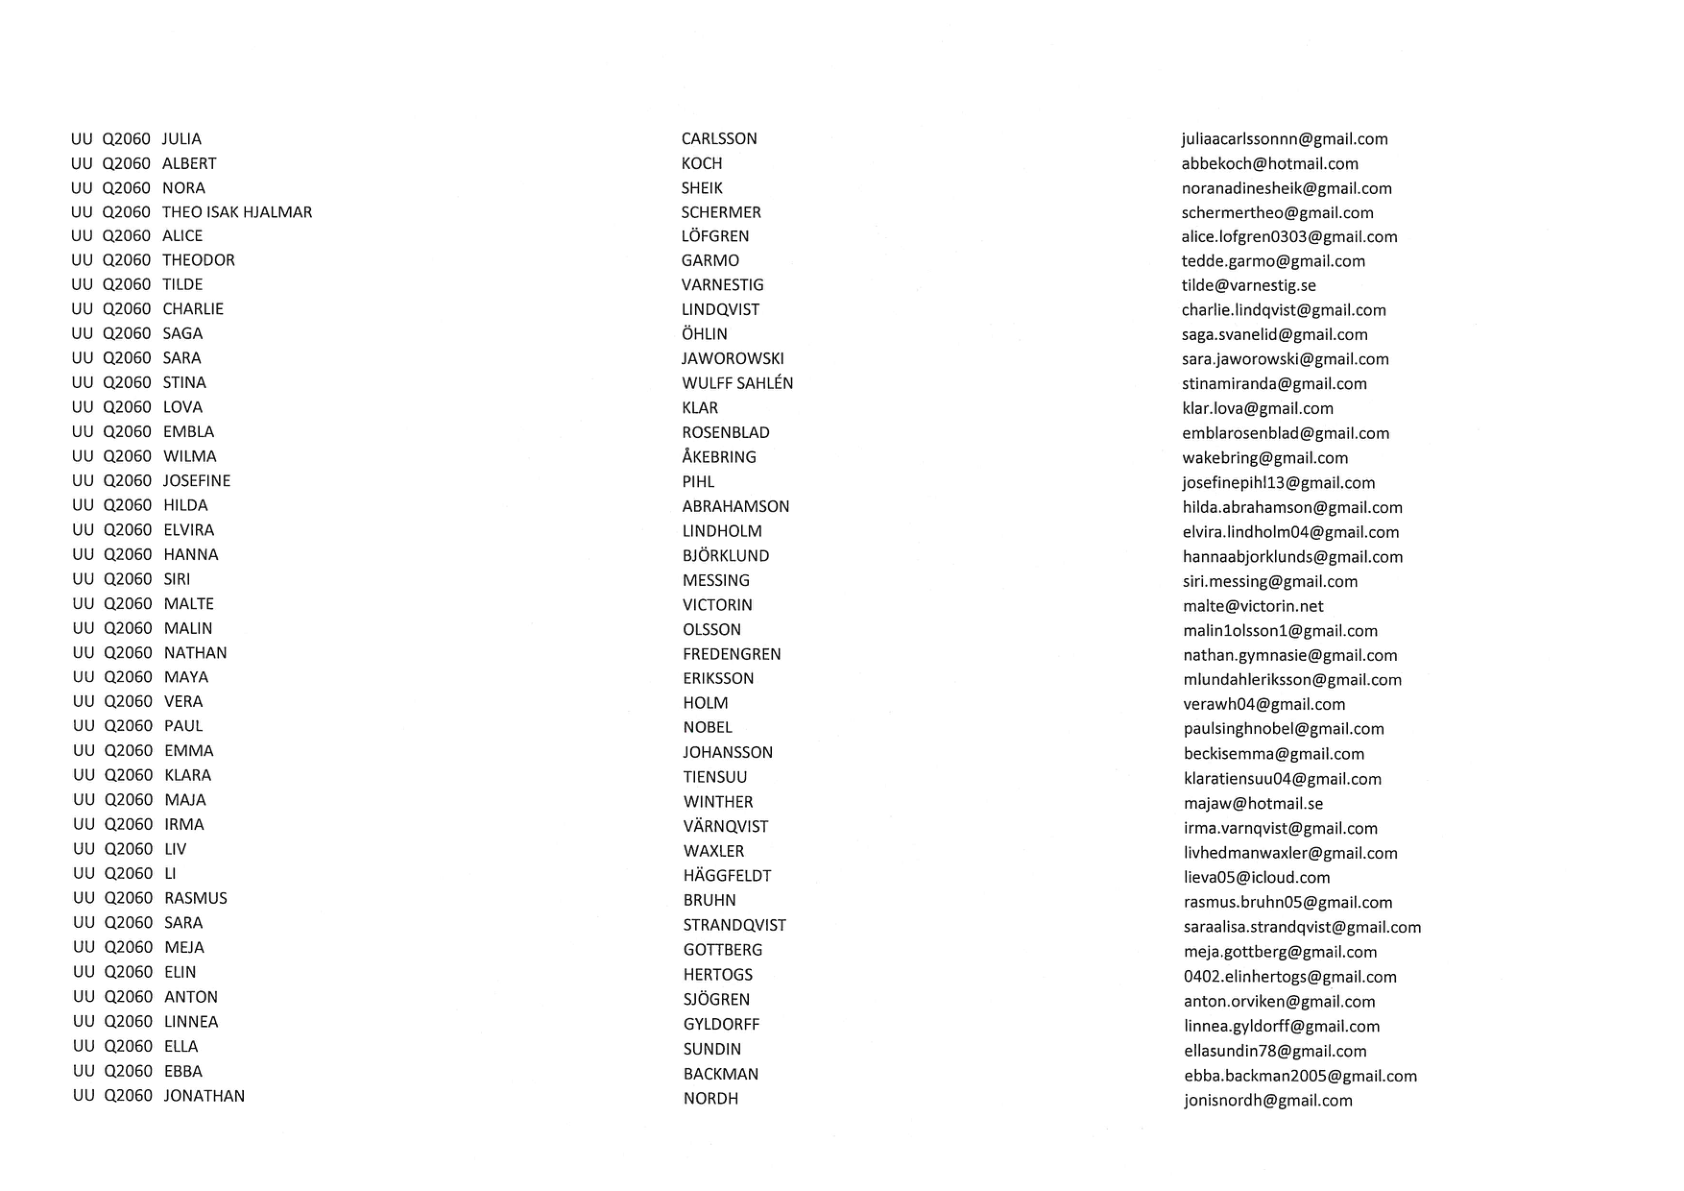 UU Q2060 JULIA CARLSSON juliaacarlssonnn@gmail.com
UU Q2060 ALBERT KOCH abbekoch@hotmail.com
UU Q2060 NORA SHEIK noranadinesheik@gmail.com
UU Q2060 THEO ISAK HJALMAR SCHERMER schermertheo@gmail.com
UU Q2060 ALICE LÖFGREN alice.lofgren0303@gmail.com
UU Q2060 THEODOR GARMO tedde.garmo@gmail.com
UU Q2060 TILDE VARNESTIG tilde@varnestig.se
UU Q2060 CHARLIE LINDQVIST charlie.lindqvist@gmail.com
UU Q2060 SAGA ÖHLIN saga.svanelid@gmail.com
UU Q2060 SARA JAWOROWSKI sara.jaworowski@gmail.com
UU Q2060 STINA WULFF SAHLÉN stinamiranda@gmail.com
UU Q2060 LOVA KLAR klar.lova@gmail.com
UU Q2060 EMBLA ROSENBLAD emblarosenblad@gmail.com
UU Q2060 WILMA ÅKEBRING wakebring@gmail.com
UU Q2060 JOSEFINE PIHL josefinepihl13@gmail.com
UU Q2060 HILDA ABRAHAMSON hilda.abrahamson@gmail.com
UU Q2060 ELVIRA LINDHOLM elvira.lindholm04@gmail.com
UU Q2060 HANNA BJÖRKLUND hannaabjorklunds@gmail.com
UU Q2060 SIRI MESSING siri.messing@gmail.com
UU Q2060 MALTE VICTORIN malte@victorin.net
UU Q2060 MALIN OLSSON malin1olsson1@gmail.com
UU Q2060 NATHAN FREDENGREN nathan.gymnasie@gmail.com
UU Q2060 MAYA ERIKSSON mlundahleriksson@gmail.com
UU Q2060 VERA HOLM verawh04@gmail.com
UU Q2060 PAUL NOBEL paulsinghnobel@gmail.com
UU Q2060 EMMA JOHANSSON beckisemma@gmail.com
UU Q2060 KLARA TIENSUU klaratiensuu04@gmail.com
UU Q2060 MAJA WINTHER majaw@hotmail.se
UU Q2060 IRMA VÄRNQVIST irma.varnqvist@gmail.com
UU Q2060 LIV WAXLER livhedmanwaxler@gmail.com
UU Q2060 LI HÄGGFELDT lieva05@icloud.com
UU Q2060 RASMUS BRUHN rasmus.bruhn05@gmail.com
UU Q2060 SARA STRANDQVIST saraalisa.strandqvist@gmail.com
UU Q2060 MEJA GOTTBERG meja.gottberg@gmail.com
UU Q2060 ELIN HERTOGS 0402.elinhertogs@gmail.com
UU Q2060 ANTON SJÖGREN anton.orviken@gmail.com
UU Q2060 LINNEA GYLDORFF linnea.gyldorff@gmail.com
UU Q2060 ELLA SUNDIN ellasundin78@gmail.com
UU Q2060 EBBA BACKMAN ebba.backman2005@gmail.com
UU Q2060 JONATHAN NORDH jonisnordh@gmail.com